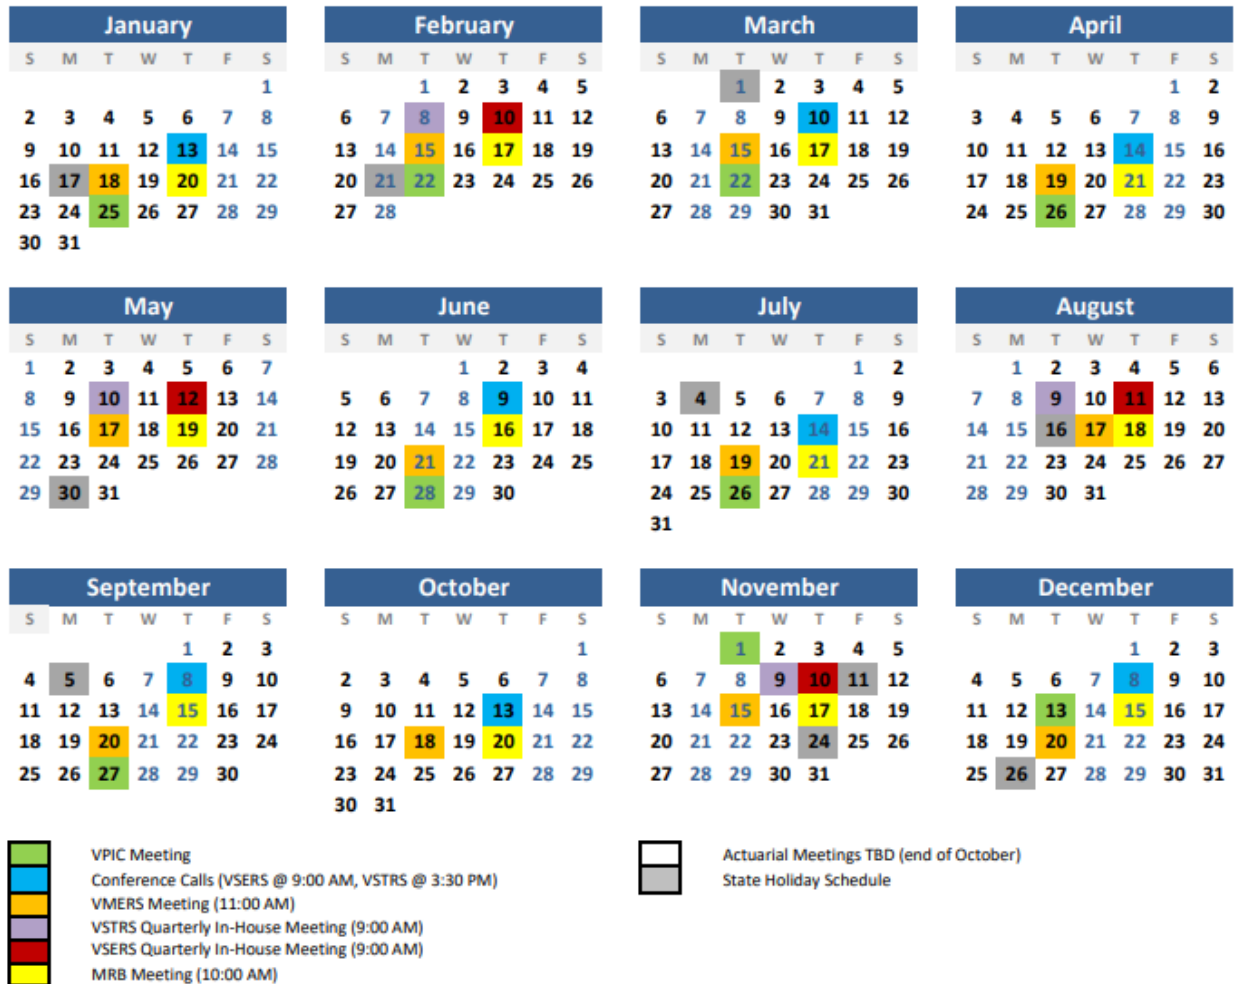 January February March April
S M T W T F S S M T W T F S S M T W T F S S M T W T F S
1 1 2 3 4 5 1 2 3 4 5 1 2
2 3 4 5 6 7 8 6 7 8 9 10 11 12 6 7 8 9 10 11 12 3 4 5 6 7 8 9
9 10 11 12 13 14 15 13 14 15 16 17 18 19 13 14 15 16 17 18 19 10 11 12 13 14 15 16
16 17 18 19 20 21 22 20 21 22 23 24 25 26 20 21 22 23 24 25 26 17 18 19 20 21 22 23
23 24 25 26 27 28 29 27 28 27 28 29 30 31 24 25 26 27 28 29 30
30 31
May June July August
S M T W T F S S M T W T F S S M T W T F S S M T W T F S
1 2 3 4 5 6 7 1 2 3 4 1 2 1 2 3 4 5 6
8 9 10 11 12 13 14 5 6 7 8 9 10 11 3 4 5 6 7 8 9 7 8 9 10 11 12 13
15 16 17 18 19 20 21 12 13 14 15 16 17 18 10 11 12 13 14 15 16 14 15 16 17 18 19 20
22 23 24 25 26 27 28 19 20 21 22 23 24 25 17 18 19 20 21 22 23 21 22 23 24 25 26 27
29 30 31 26 27 28 29 30 24 25 26 27 28 29 30 28 29 30 31
31
September October November December
S M T W T F S S M T W T F S S M T W T F S S M T W T F S
1 2 3 1 1 2 3 4 5 1 2 3
4 5 6 7 8 9 10 2 3 4 5 6 7 8 6 7 8 9 10 11 12 4 5 6 7 8 9 10
11 12 13 14 15 16 17 9 10 11 12 13 14 15 13 14 15 16 17 18 19 11 12 13 14 15 16 17
18 19 20 21 22 23 24 16 17 18 19 20 21 22 20 21 22 23 24 25 26 18 19 20 21 22 23 24
25 26 27 28 29 30 23 24 25 26 27 28 29 27 28 29 30 31 25 26 27 28 29 30 31
30 31
VPIC Meeting Actuarial Meetings TBD (end of October)
Conference Calls (VSERS @ 9:00 AM, VSTRS @ 3:30 PM) State Holiday Schedule
VMERS Meeting (11:00 AM)
VSTRS Quarterly In-House Meeting (9:00 AM)
VSERS Quarterly In-House Meeting (9:00 AM)
MRB Meeting (10:00 AM)